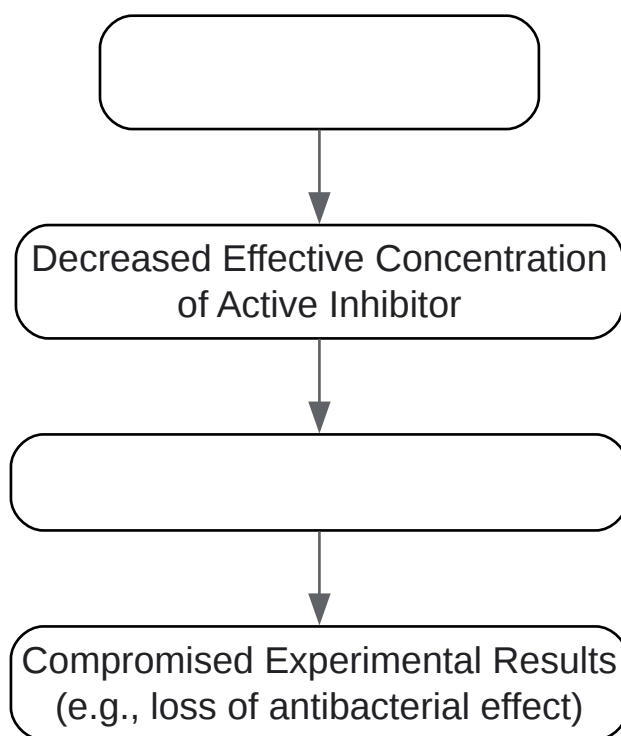 Decreased Effective Concentration
of Active Inhibitor
Compromised Experimental Results
(e.g., loss of antibacterial effect)